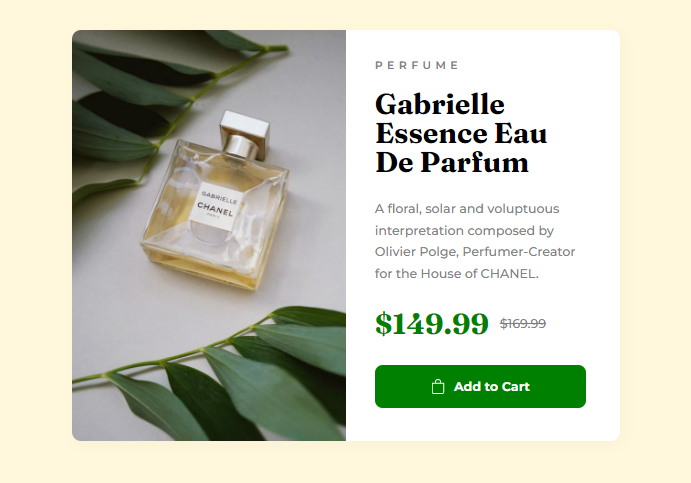 PERFUME
Gabrielle
Essence Eau
De Parfum
A floral, solar and voluptuous
interpretation composed by
Olivier Polge, Perfumer-Creator
for the House of CHANEL.
$149.99 $169.99
Add to Cart
GABRIELLE
CHANEL
PARIS